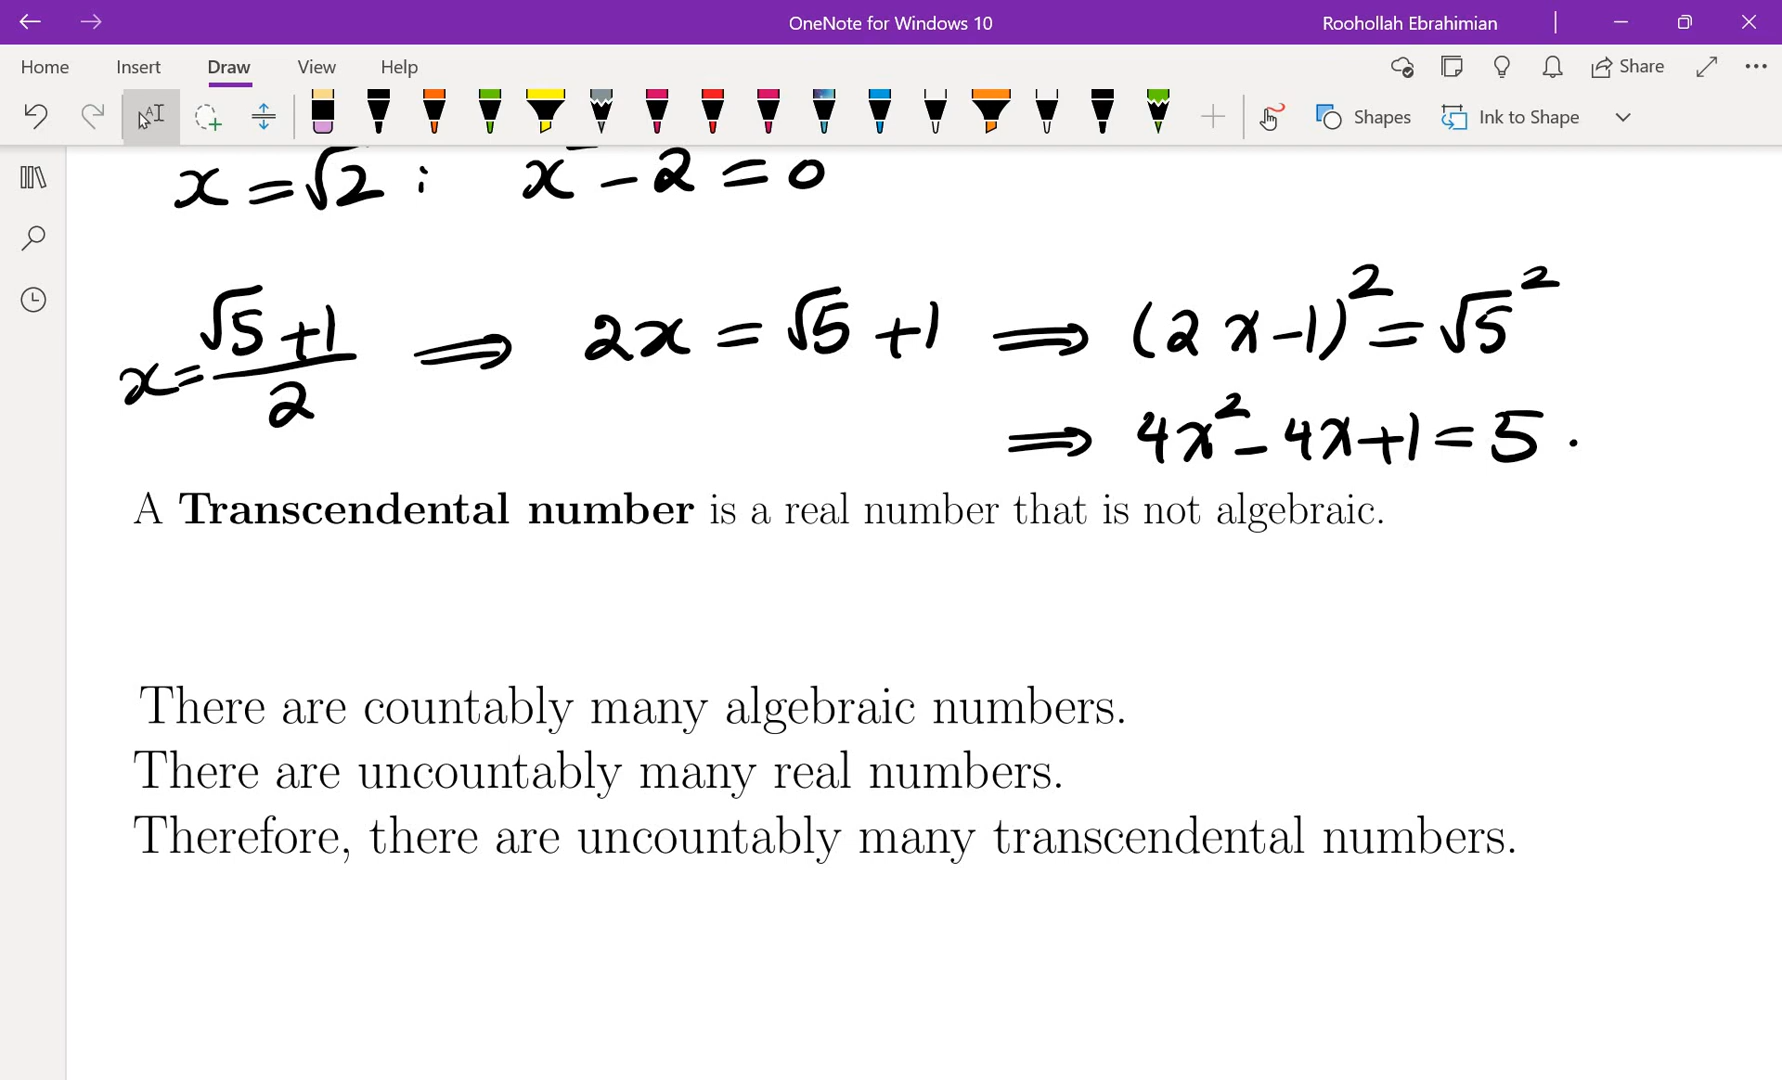 OneNote for Windows 10
Roohollah Ebrahimian
Home Insert Draw View Help
Share
Shapes
Ink to Shape
x = √2 : x² - 2 = 0
x = (√5 + 1)/2 ⟹ 2x = √5 + 1 ⟹ (2x - 1)² = √5²
⟹ 4x² - 4x + 1 = 5 .
A Transcendental number is a real number that is not algebraic.
There are countably many algebraic numbers.
There are uncountably many real numbers.
Therefore, there are uncountably many transcendental numbers.